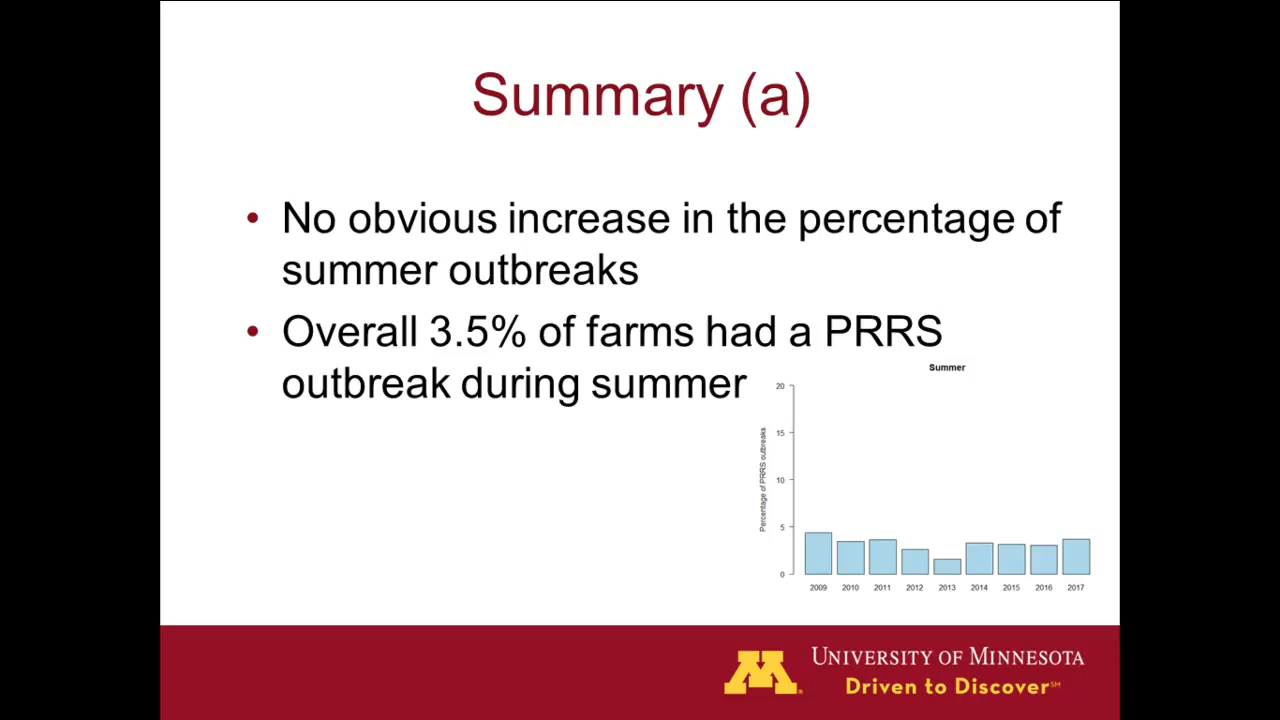 Summary (a)
• No obvious increase in the percentage of
summer outbreaks
• Overall 3.5% of farms had a PRRS
outbreak during summer
Summer
Percentage of PRRS outbreaks
20
15
10
5
0
2009 2010 2011 2012 2013 2014 2015 2016 2017
M
UNIVERSITY OF MINNESOTA
Driven to Discover℠